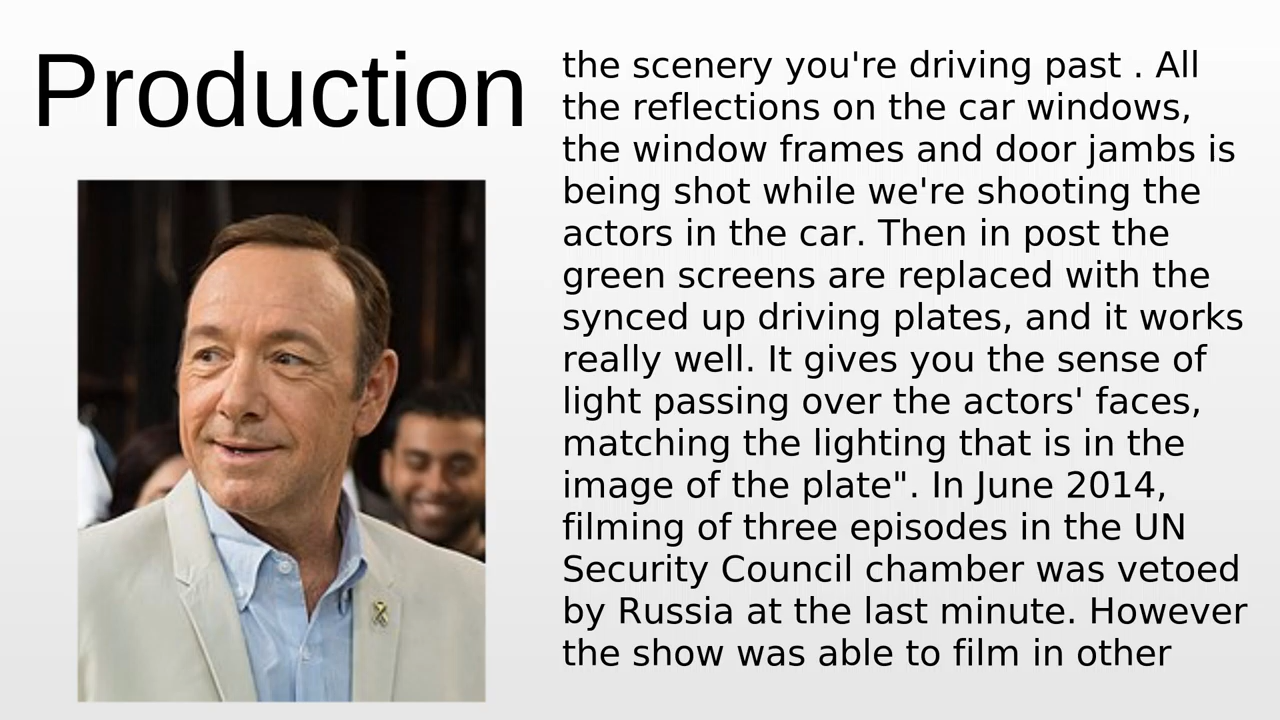 Production
the scenery you're driving past . All
the reflections on the car windows,
the window frames and door jambs is
being shot while we're shooting the
actors in the car. Then in post the
green screens are replaced with the
synced up driving plates, and it works
really well. It gives you the sense of
light passing over the actors' faces,
matching the lighting that is in the
image of the plate". In June 2014,
filming of three episodes in the UN
Security Council chamber was vetoed
by Russia at the last minute. However
the show was able to film in other